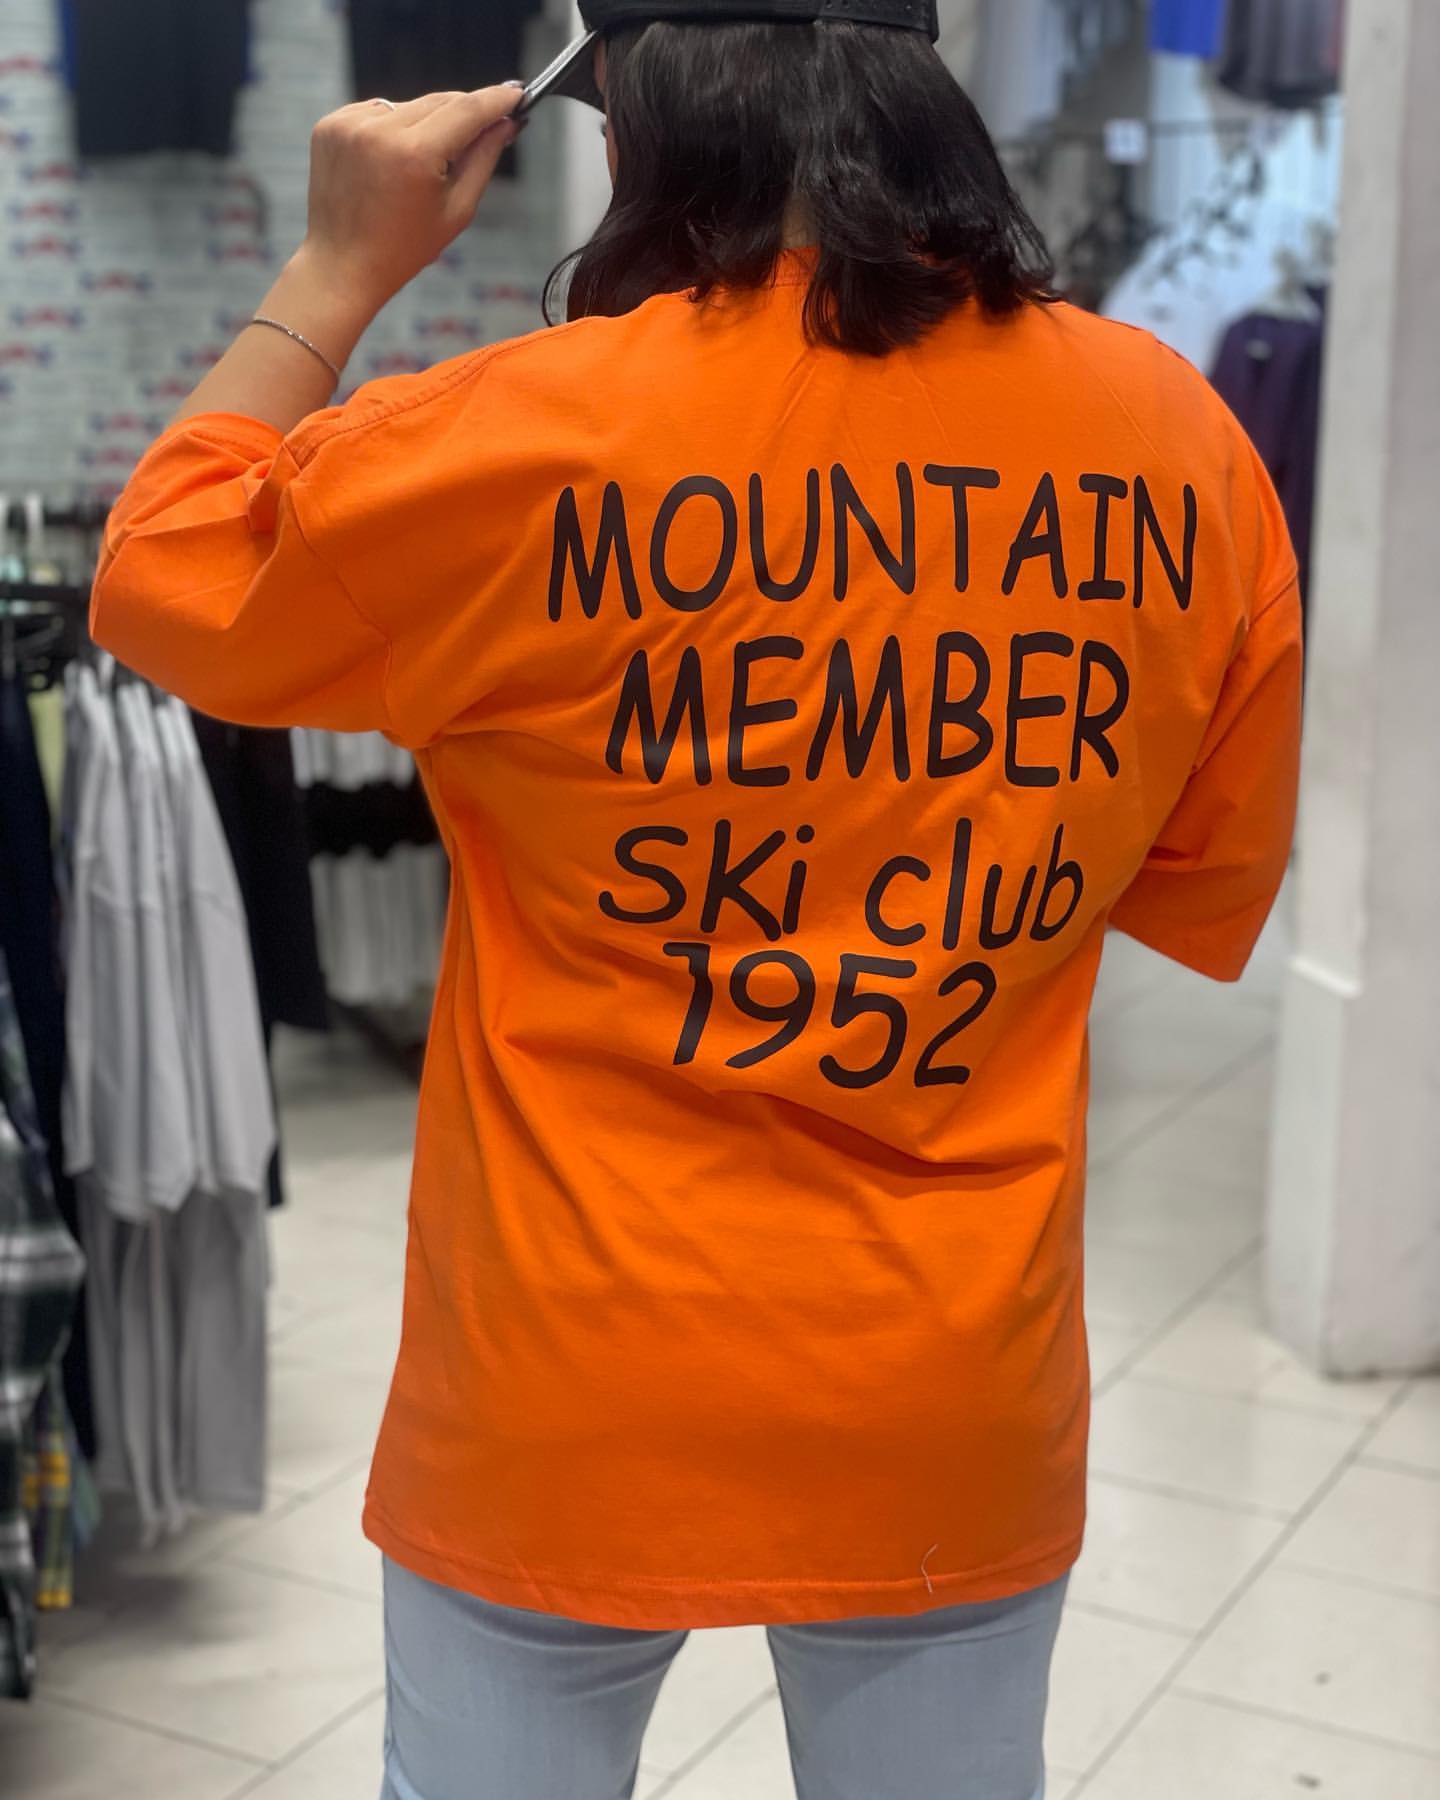 MOUNTAIN
MEMBER
SKi club
1952